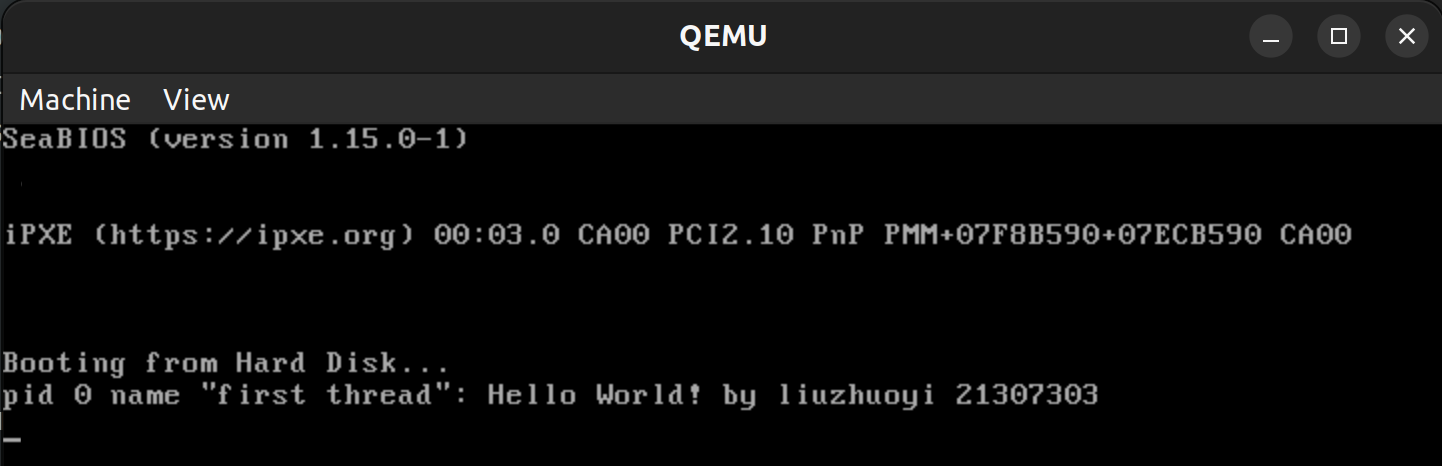 QEMU
Machine View
SeaBIOS (version 1.15.0-1)
iPXE (https://ipxe.org) 00:03.0 CA00 PCI2.10 PnP PMM+07F8B590+07ECB590 CA00
Booting from Hard Disk...
pid 0 name "first thread": Hello World! by liuzhuoyi 21307303